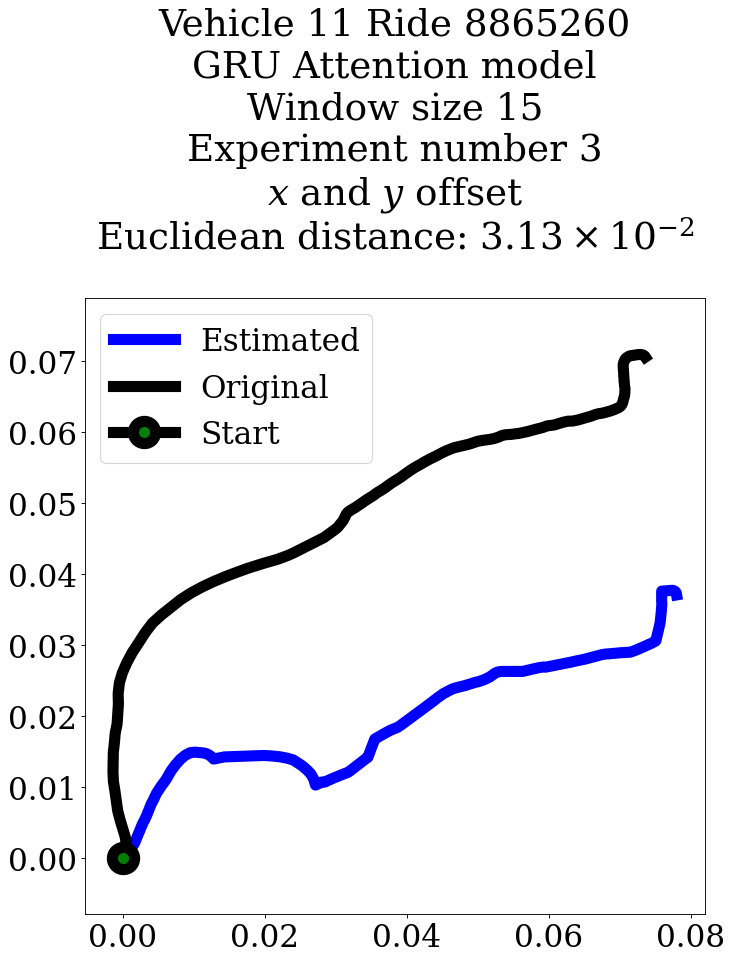 Vehicle 11 Ride 8865260
GRU Attention model
Window size 15
Experiment number 3
x and y offset
Euclidean distance: 3.13 × 10⁻²
Estimated
Original
Start
0.07
0.06
0.05
0.04
0.03
0.02
0.01
0.00
0.00 0.02 0.04 0.06 0.08